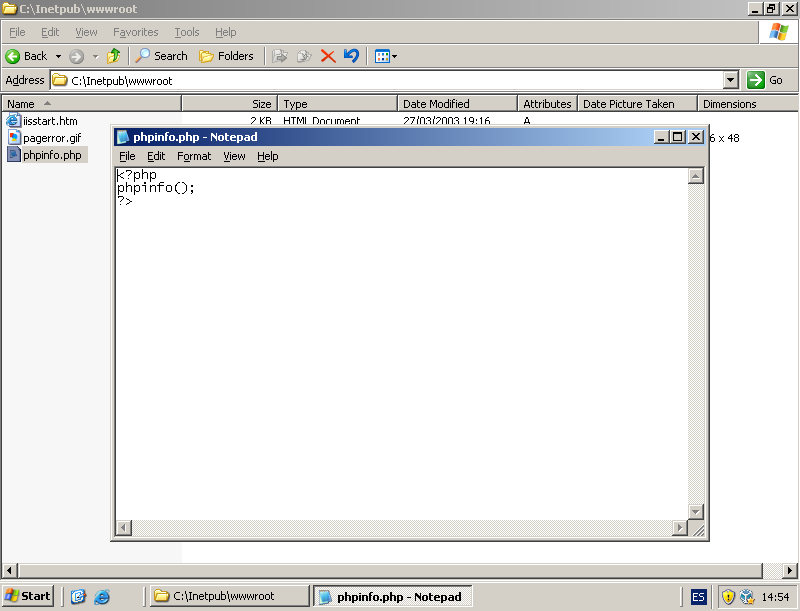 C:\Inetpub\wwwroot
File Edit View Favorites Tools Help
Back Search Folders
Address C:\Inetpub\wwwroot Go
Name Size Type Date Modified Attributes Date Picture Taken Dimensions
iisstart.htm 2 KB HTML Document 27/03/2003 19:16 A
pagerror.gif 6 x 48
phpinfo.php
phpinfo.php - Notepad
File Edit Format View Help
<?php
phpinfo();
?>
Start C:\Inetpub\wwwroot phpinfo.php - Notepad ES 14:54